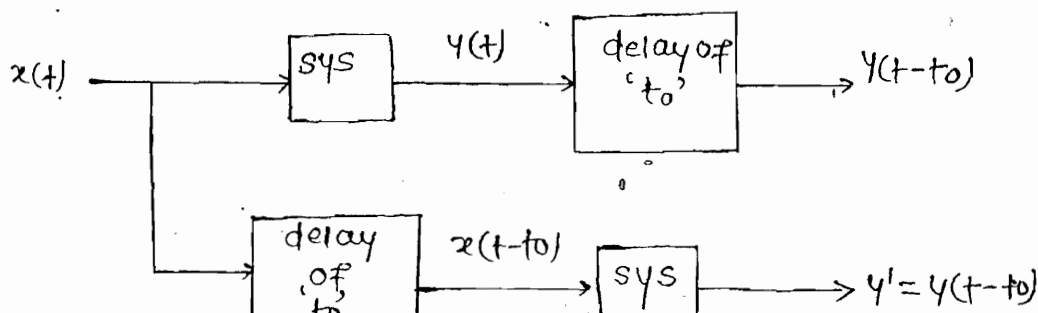 x(t)
sys
y(t)
delay of
'to'
y(t-to)
delay
of
'to'
x(t-to)
sys
y' = y(t-to)